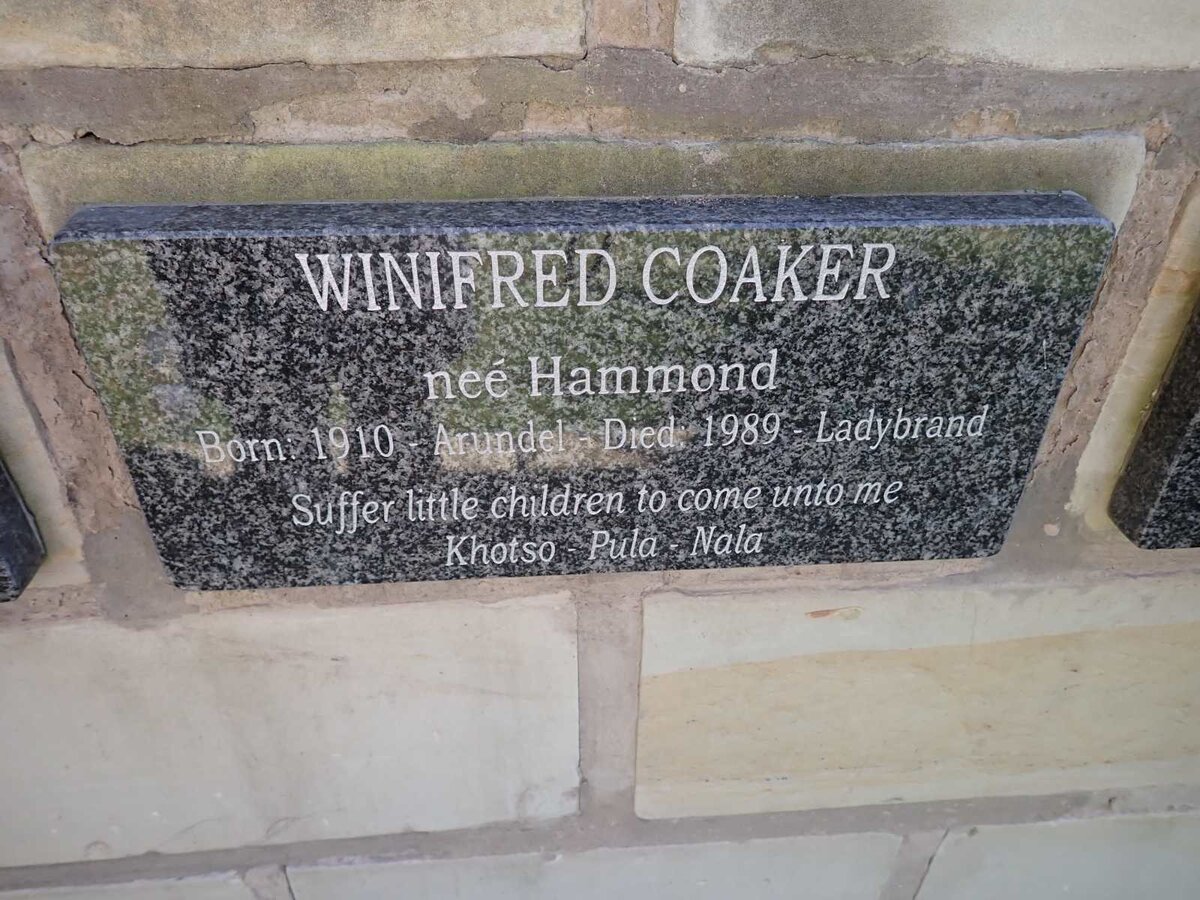 WINIFRED COAKER
neé Hammond
Born: 1910 - Arundel - Died: 1989 - Ladybrand
Suffer little children to come unto me
Khotso - Pula - Nala